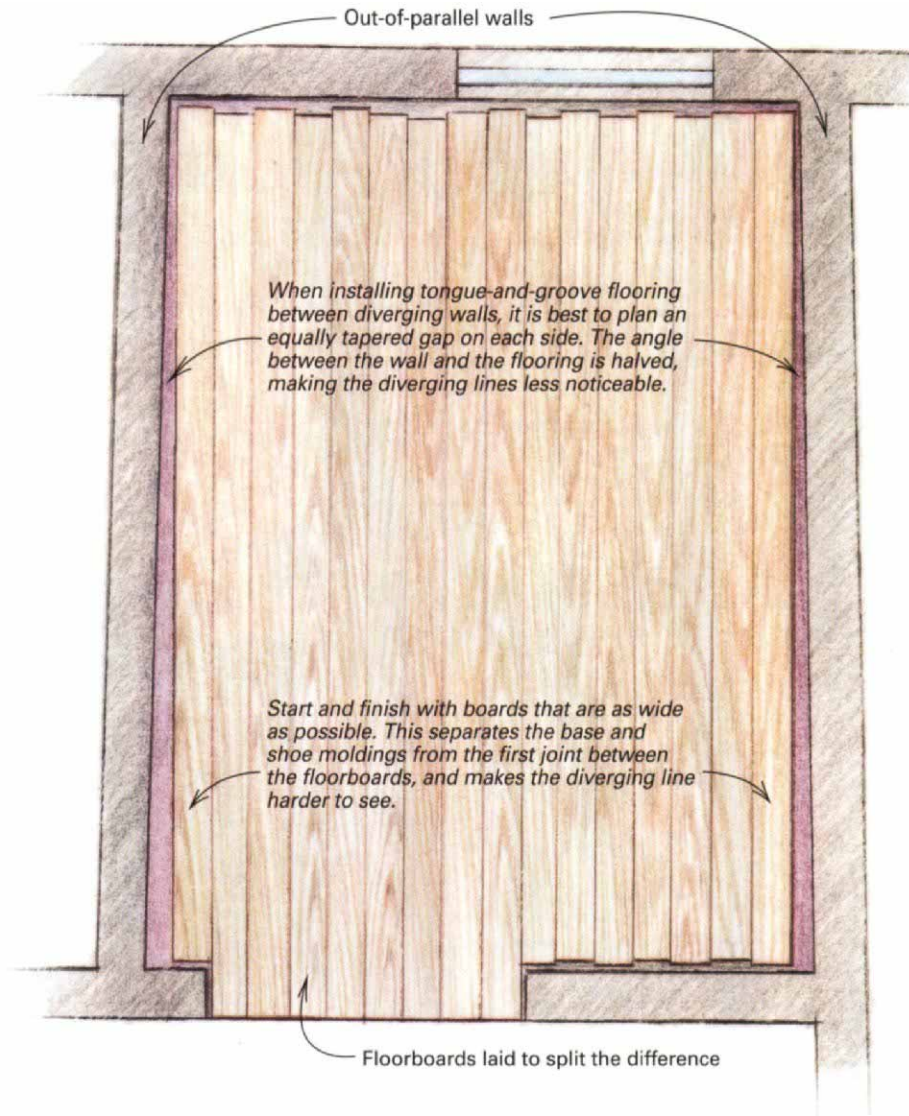 Out-of-parallel walls
When installing tongue-and-groove flooring
between diverging walls, it is best to plan an
equally tapered gap on each side. The angle
between the wall and the flooring is halved,
making the diverging lines less noticeable.
Start and finish with boards that are as wide
as possible. This separates the base and
shoe moldings from the first joint between
the floorboards, and makes the diverging line
harder to see.
Floorboards laid to split the difference